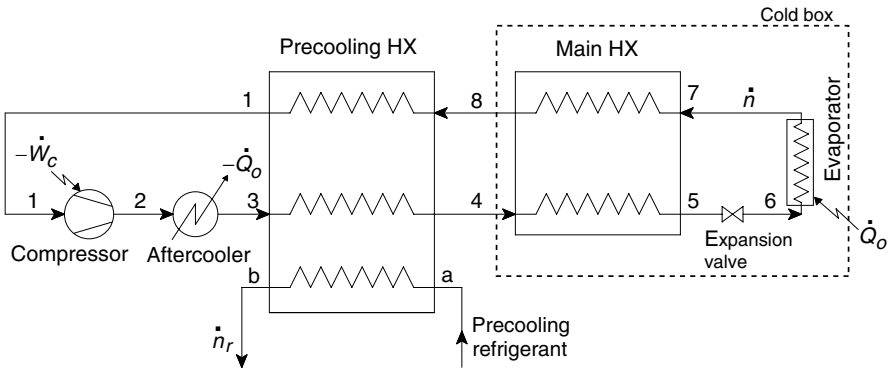 Cold box
Precooling HX
Main HX
1
8
7
ṅ
Evaporator
−Ẇc
−Q̇o
1
2
3
4
5
6
Compressor
Aftercooler
Expansion
valve
Q̇o
b
a
ṅr
Precooling
refrigerant